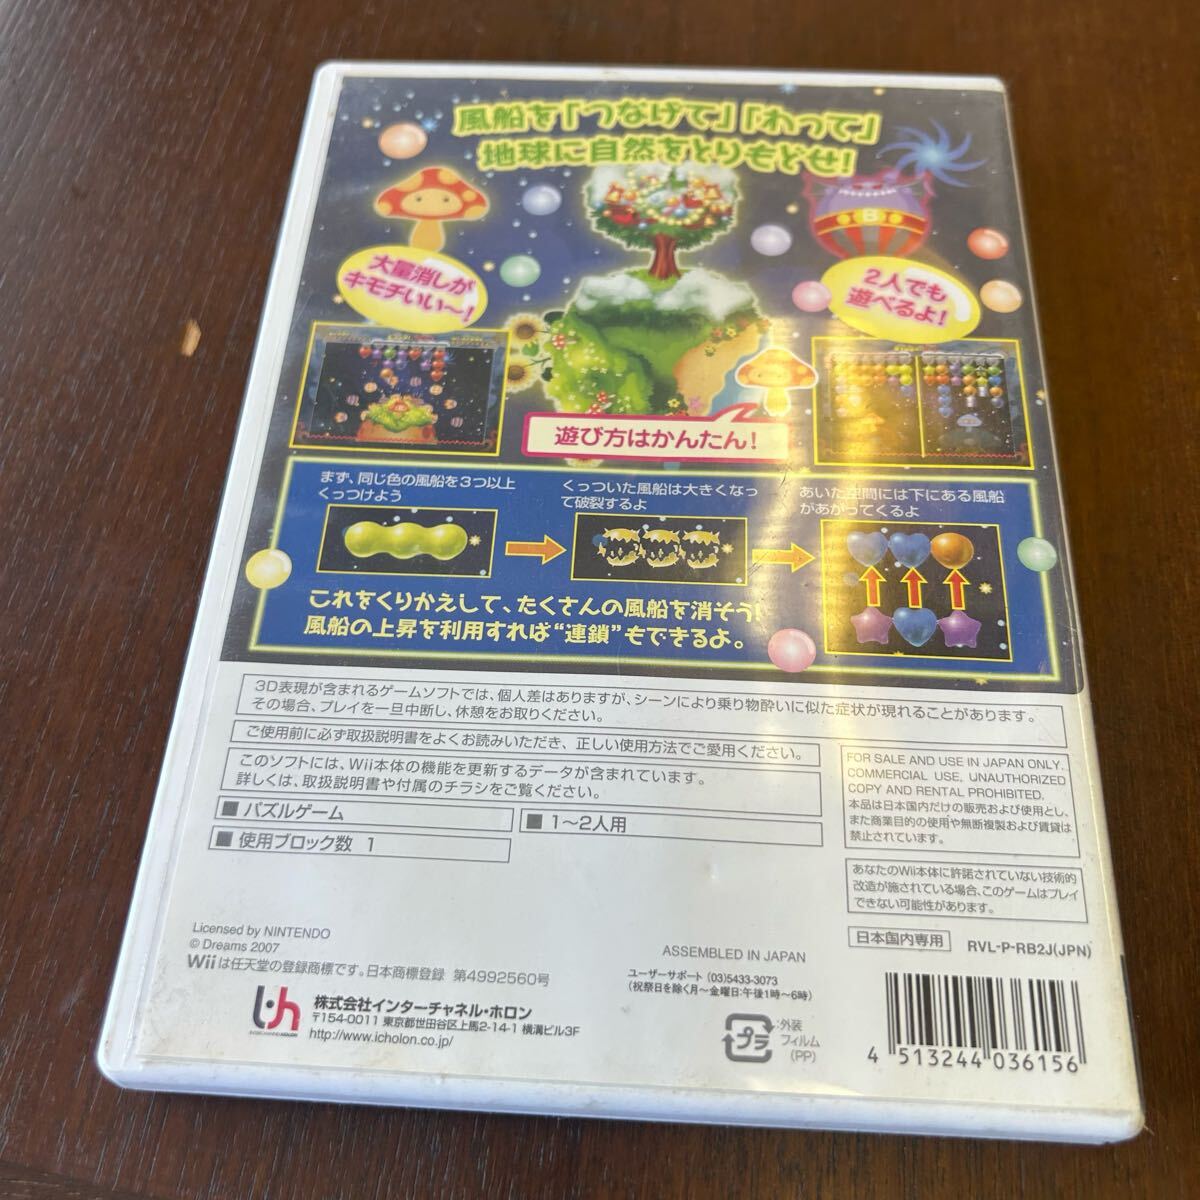 風船を「つなげて」「わって」
地球に自然をとりもどせ!
B
大量消しが
キモチいい〜!
2人でも
遊べるよ!
遊び方はかんたん!
まず、同じ色の風船を3つ以上
くっつけよう
くっついた風船は大きくなっ
て破裂するよ
あいた空間には下にある風船
があがってくるよ
これをくりかえして、たくさんの風船を消そう!
風船の上昇を利用すれば“連鎖”もできるよ。
3D表現が含まれるゲームソフトでは、個人差はありますが、シーンにより乗り物酔いに似た症状が現れることがあります。
その場合、プレイを一旦中断し、休憩をお取りください。
ご使用前に必ず取扱説明書をよくお読みいただき、正しい使用方法でご愛用ください。
このソフトには、Wii本体の機能を更新するデータが含まれています。
詳しくは、取扱説明書や付属のチラシをご覧ください。
■ パズルゲーム
■ 1〜2人用
■ 使用ブロック数 1
FOR SALE AND USE IN JAPAN ONLY.
COMMERCIAL USE, UNAUTHORIZED
COPY AND RENTAL PROHIBITED.
本品は日本国内だけの販売および使用とし、
また商業目的の使用や無断複製および賃貸は
禁止されています。
あなたのWii本体に許諾されていない技術的
改造が施されている場合、このゲームはプレイ
できない可能性があります。
日本国内専用
RVL-P-RB2J(JPN)
Licensed by NINTENDO
© Dreams 2007
Wiiは任天堂の登録商標です。日本商標登録 第4992560号
ASSEMBLED IN JAPAN
ユーザーサポート (03)5433-3073
(祝祭日を除く月〜金曜日:午後1時〜6時)
株式会社インターチャネル・ホロン
〒154-0011 東京都世田谷区上馬2-14-1 横溝ビル3F
http://www.icholon.co.jp/
プラ
:外装
フィルム
(PP)
4 513244 036156